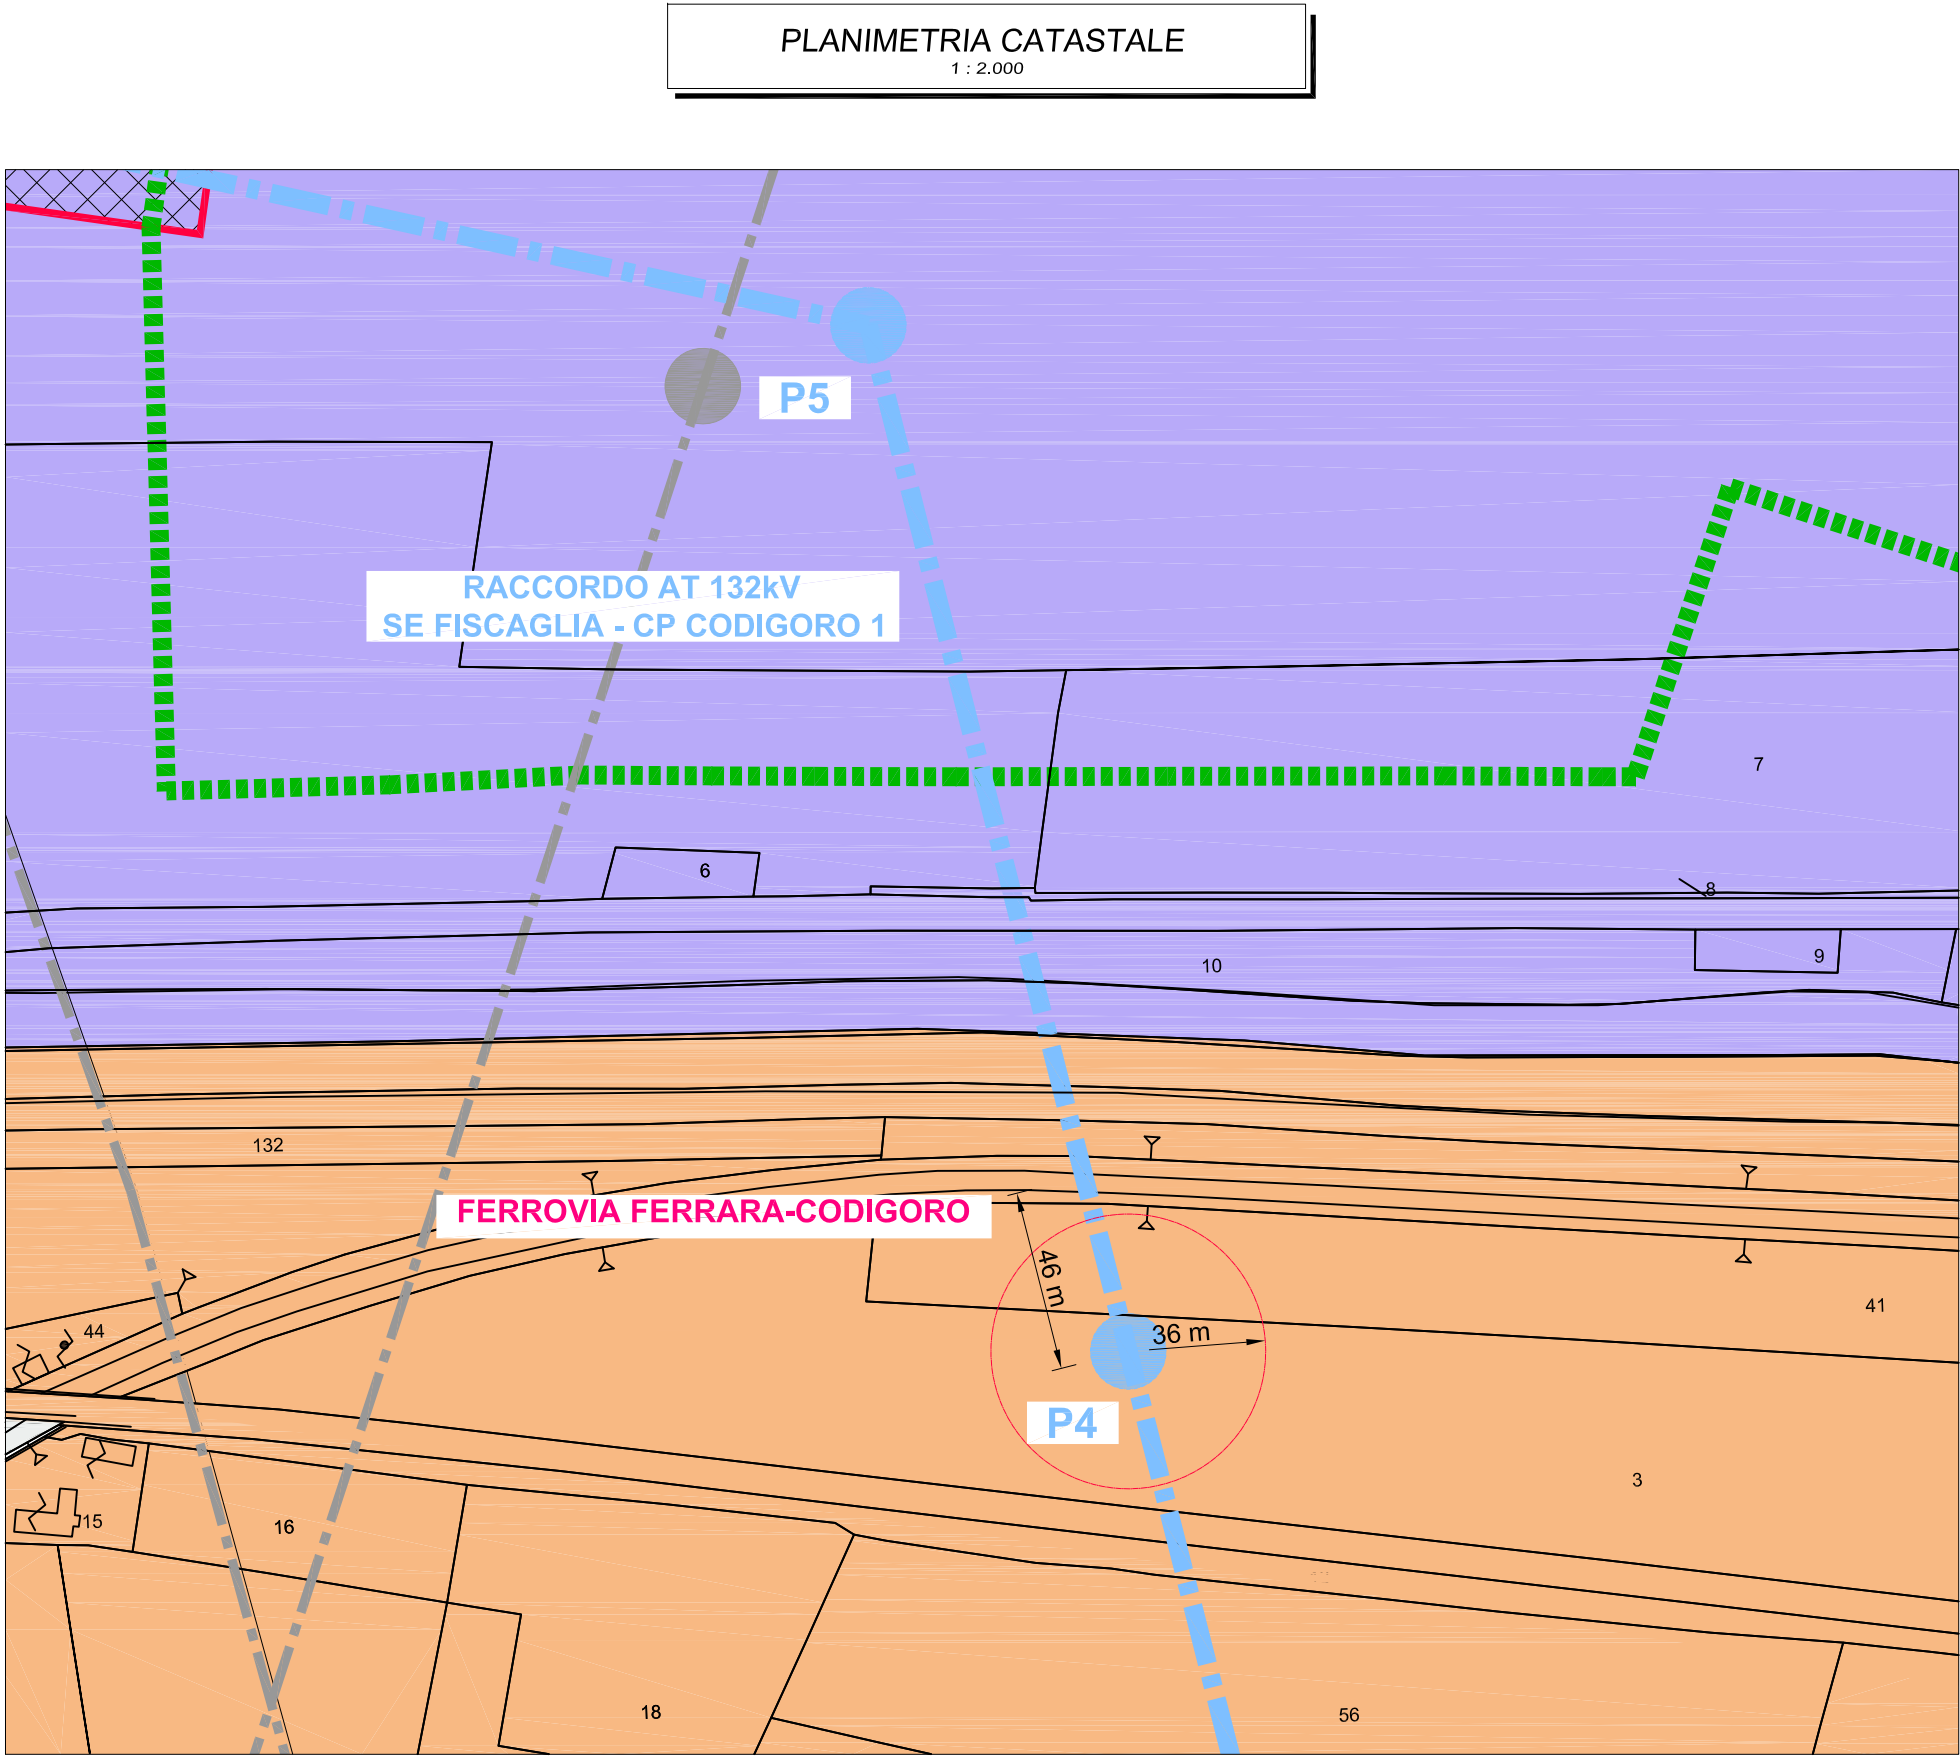 PLANIMETRIA CATASTALE
1 : 2.000
P5
RACCORDO AT 132kV
SE FISCAGLIA - CP CODIGORO 1
7
6
8
9
10
132
FERROVIA FERRARA-CODIGORO
46 m
36 m
41
44
P4
3
15
16
18
56